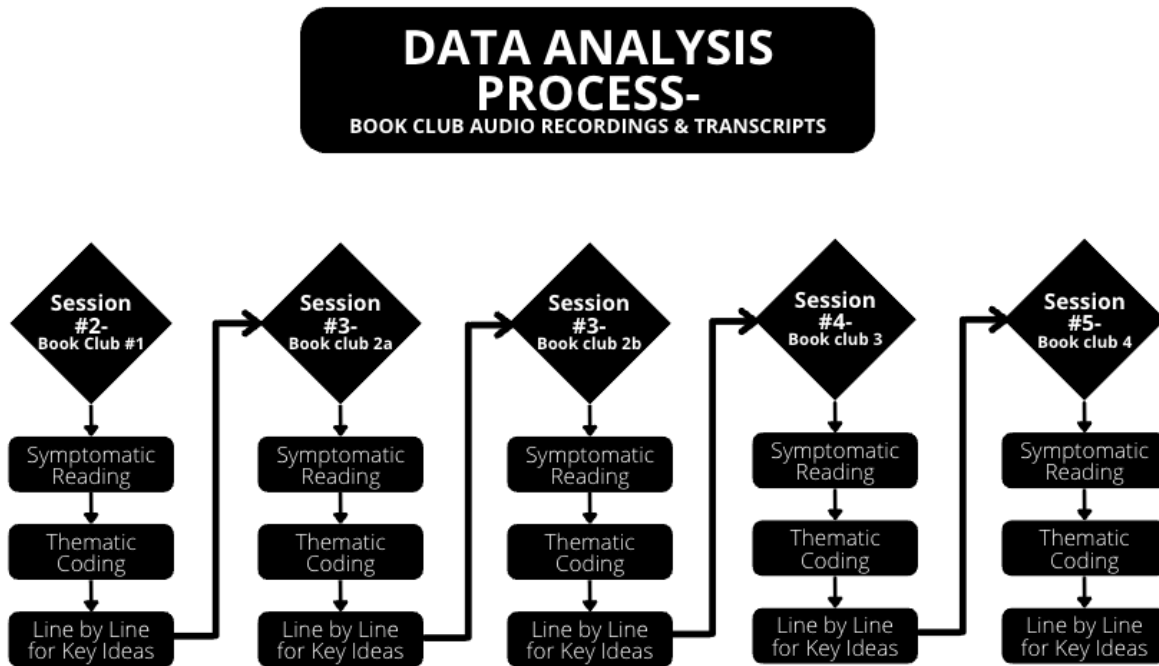 DATA ANALYSIS
PROCESS-
BOOK CLUB AUDIO RECORDINGS & TRANSCRIPTS
Session
#2-
Book Club #1
Symptomatic
Reading
Thematic
Coding
Line by Line
for Key Ideas
Session
#3-
Book club 2a
Symptomatic
Reading
Thematic
Coding
Line by Line
for Key Ideas
Session
#3-
Book club 2b
Symptomatic
Reading
Thematic
Coding
Line by Line
for Key Ideas
Session
#4-
Book club 3
Symptomatic
Reading
Thematic
Coding
Line by Line
for Key Ideas
Session
#5-
Book club 4
Symptomatic
Reading
Thematic
Coding
Line by Line
for Key Ideas